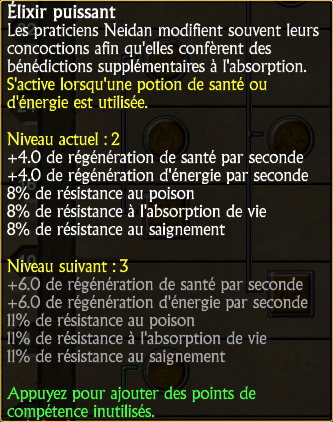 Élixir puissant
Les praticiens Neidan modifient souvent leurs
concoctions afin qu'elles confèrent des
bénédictions supplémentaires à l'absorption.
S'active lorsqu'une potion de santé ou
d'énergie est utilisée.
Niveau actuel : 2
+4.0 de régénération de santé par seconde
+4.0 de régénération d'énergie par seconde
8% de résistance au poison
8% de résistance à l'absorption de vie
8% de résistance au saignement
Niveau suivant : 3
+6.0 de régénération de santé par seconde
+6.0 de régénération d'énergie par seconde
11% de résistance au poison
11% de résistance à l'absorption de vie
11% de résistance au saignement
Appuyez pour ajouter des points de
compétence inutilisés.